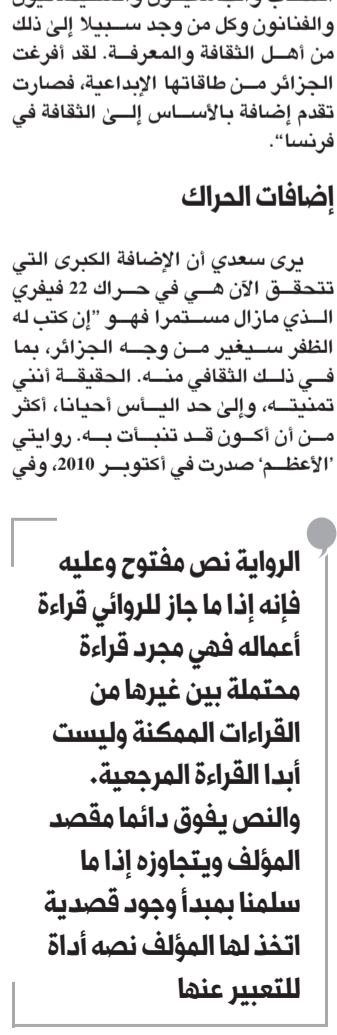 والفنانون وكل من وجد سبيلا إلىٰ ذلك
من أهل الثقافة والمعرفة. لقد أفرغت
الجزائر من طاقاتها الإبداعية، فصارت
تقدم إضافة بالأساس إلىٰ الثقافة في
فرنسا“.
إضافات الحراك
يرى سعدي أن الإضافة الكبرى التي
تتحقق الآن هي في حراك 22 فيفري
الذي مازال مستمرا فهو ”إن كتب له
الظفر سيغير من وجه الجزائر، بما
في ذلك الثقافي منه. الحقيقة أنني
تمنيته، وإلىٰ حد اليأس أحيانا، أكثر
من أن أكون قد تنبأت به. روايتي
’الأعظم‘ صدرت في أكتوبر 2010، وفي
الرواية نص مفتوح وعليه
فإنه إذا ما جاز للروائي قراءة
أعماله فهي مجرد قراءة
محتملة بين غيرها من
القراءات الممكنة وليست
أبدا القراءة المرجعية.
والنص يفوق دائما مقصد
المؤلف ويتجاوزه إذا ما
سلمنا بمبدأ وجود قصدية
اتخذ لها المؤلف نصه أداة
للتعبير عنها